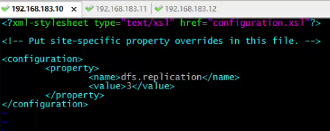 192.168.183.10 192.168.183.11 192.168.183.12
<?xml-stylesheet type="text/xsl" href="configuration.xsl"?>
<!-- Put site-specific property overrides in this file. -->
<configuration>
<property>
<name>dfs.replication</name>
<value>3</value>
</property>
</configuration>
~
~